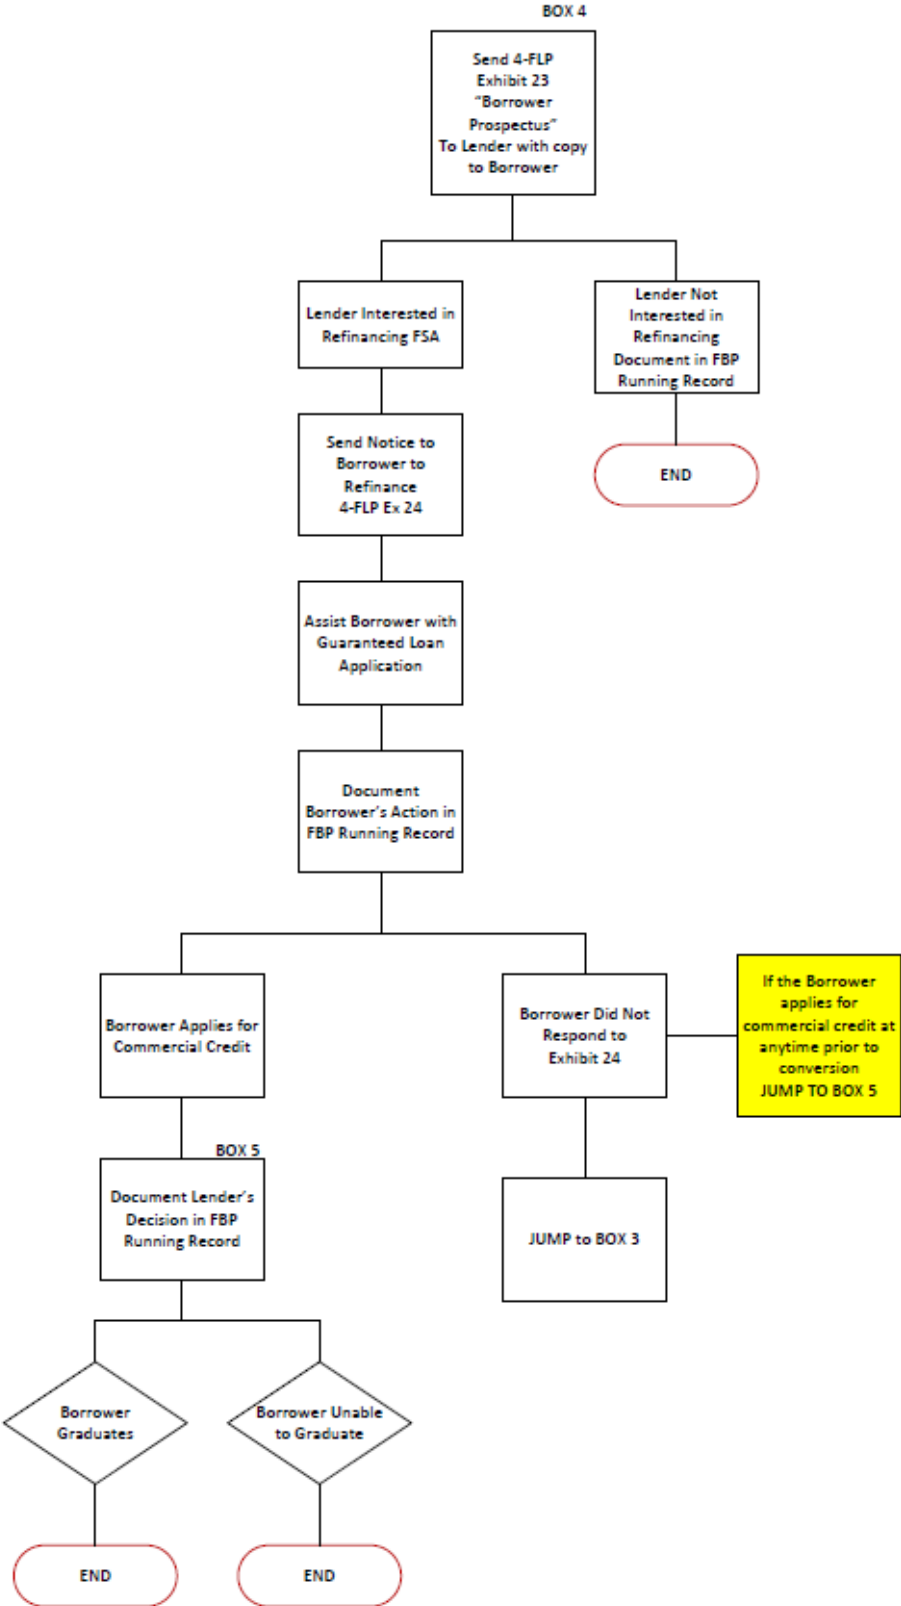 BOX 4
Send 4-FLP
Exhibit 23
"Borrower
Prospectus"
To Lender with copy
to Borrower
Lender Interested in
Refinancing FSA
Lender Not
Interested in
Refinancing
Document in FBP
Running Record
Send Notice to
Borrower to
Refinance
4-FLP Ex 24
END
Assist Borrower with
Guaranteed Loan
Application
Document
Borrower's Action in
FBP Running Record
Borrower Applies for
Commercial Credit
Borrower Did Not
Respond to
Exhibit 24
If the Borrower
applies for
commercial credit at
anytime prior to
conversion
JUMP TO BOX 5
BOX 5
Document Lender's
Decision in FBP
Running Record
JUMP to BOX 3
Borrower
Graduates
Borrower Unable
to Graduate
END
END